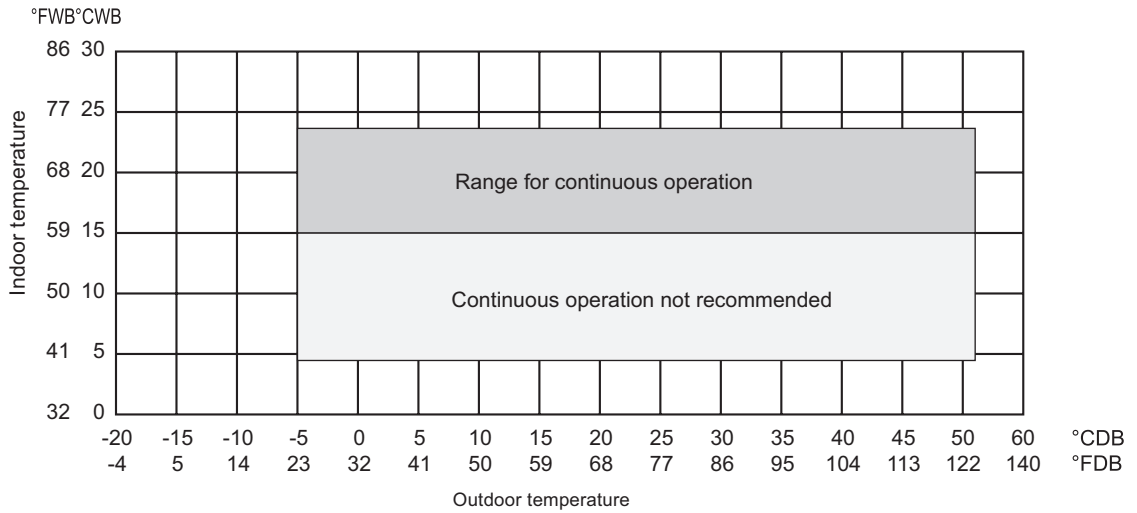 °FWB°CWB
86 30
77 25
68 20
59 15
50 10
41 5
32 0
Indoor temperature
Range for continuous operation
Continuous operation not recommended
-20 -15 -10 -5 0 5 10 15 20 25 30 35 40 45 50 60 °CDB
-4 5 14 23 32 41 50 59 68 77 86 95 104 113 122 140 °FDB
Outdoor temperature